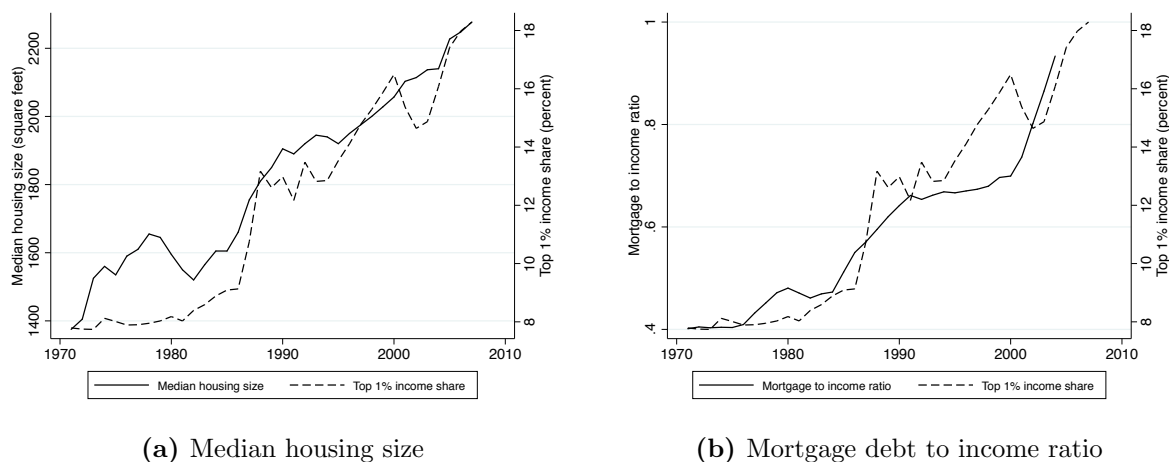 Median housing size (square feet)
1400 1600 1800 2000 2200
8 10 12 14 16 18
Top 1% income share (percent)
1970 1980 1990 2000 2010
Median housing size Top 1% income share
(a) Median housing size
Mortgage to income ratio
.4 .6 .8 1
8 10 12 14 16 18
Top 1% income share (percent)
1970 1980 1990 2000 2010
Mortgage to income ratio Top 1% income share
(b) Mortgage debt to income ratio